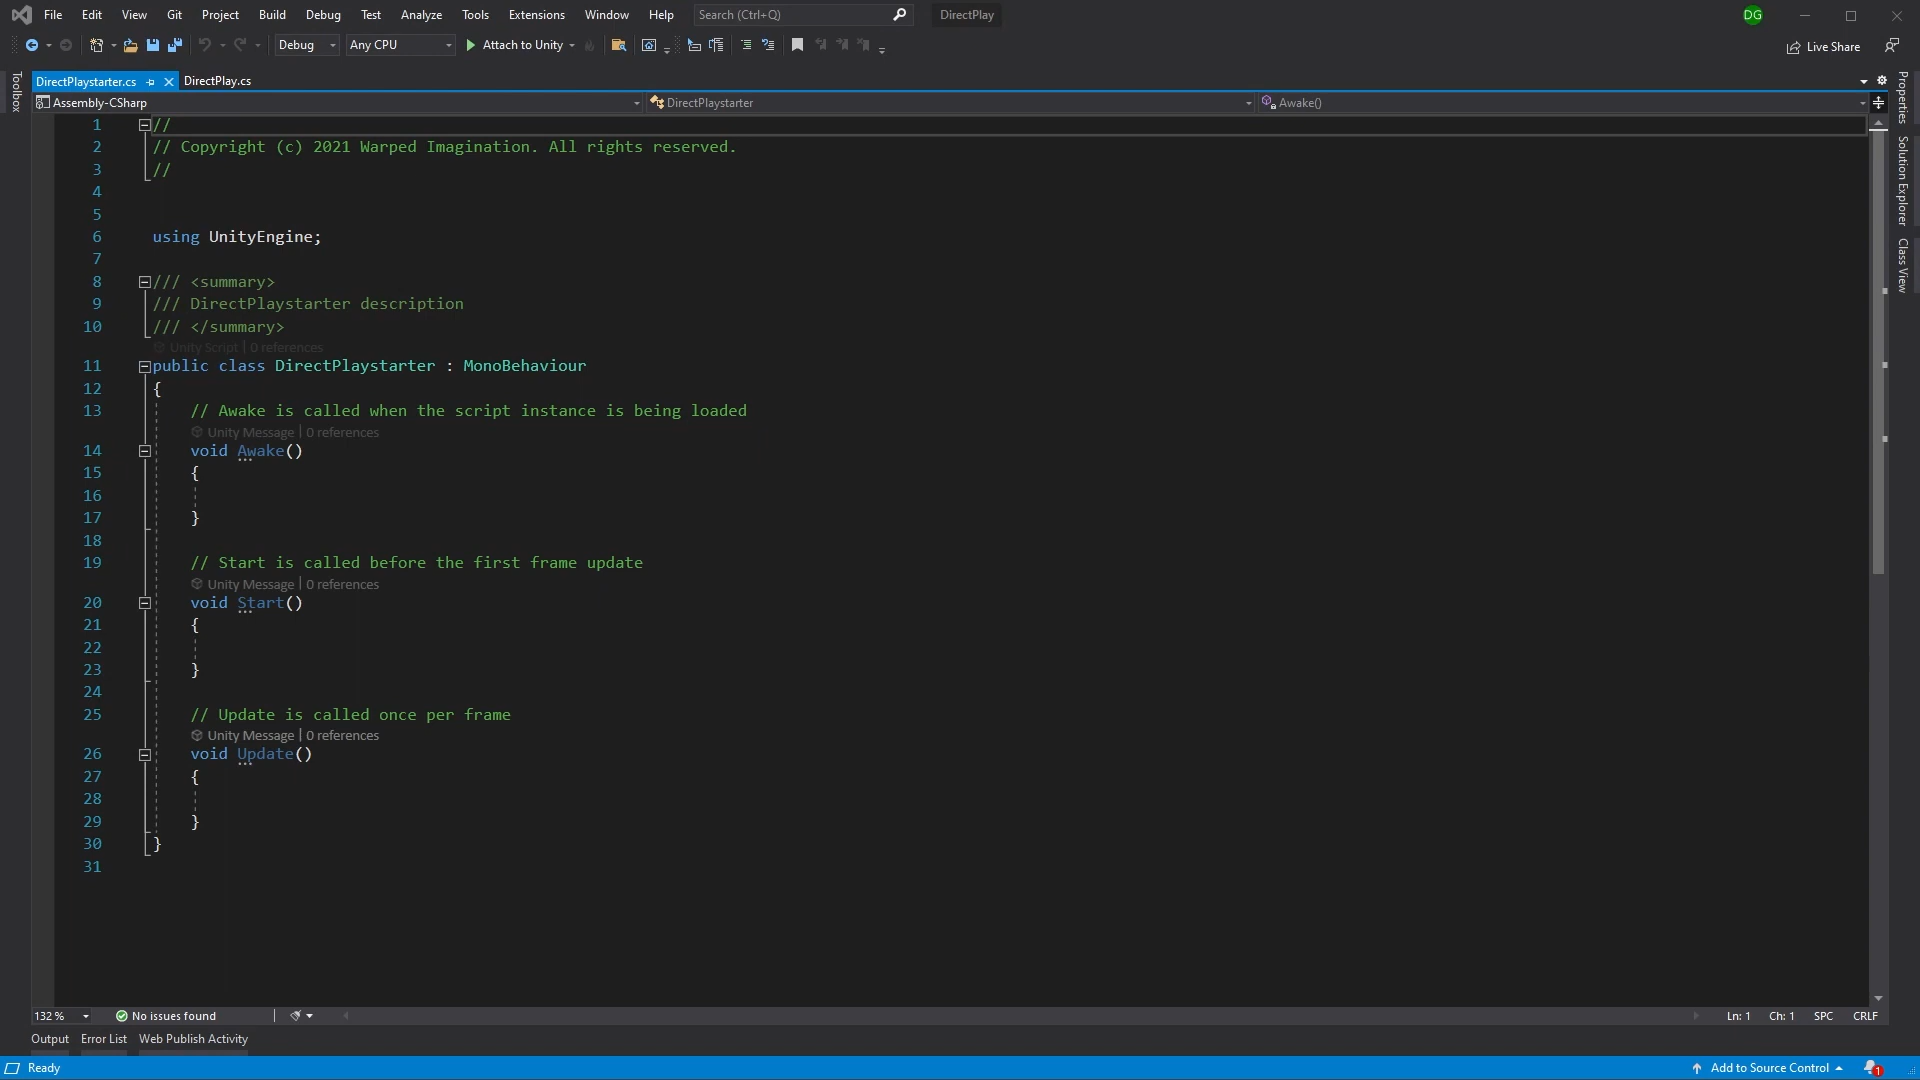 File Edit View Git Project Build Debug Test Analyze Tools Extensions Window Help Search (Ctrl+Q) DirectPlay DG
Debug Any CPU Attach to Unity Live Share
Toolbox
DirectPlaystarter.cs DirectPlay.cs
Assembly-CSharp DirectPlaystarter Awake()
Properties
Solution Explorer
Class View
1 //
2 // Copyright (c) 2021 Warped Imagination. All rights reserved.
3 //
4
5
6 using UnityEngine;
7
8 /// <summary>
9 /// DirectPlaystarter description
10 /// </summary>
Unity Script | 0 references
11 public class DirectPlaystarter : MonoBehaviour
12 {
13 // Awake is called when the script instance is being loaded
Unity Message | 0 references
14 void Awake()
15 {
16
17 }
18
19 // Start is called before the first frame update
Unity Message | 0 references
20 void Start()
21 {
22
23 }
24
25 // Update is called once per frame
Unity Message | 0 references
26 void Update()
27 {
28
29 }
30 }
31
132 % No issues found Ln: 1 Ch: 1 SPC CRLF
Output Error List Web Publish Activity
Ready Add to Source Control 1